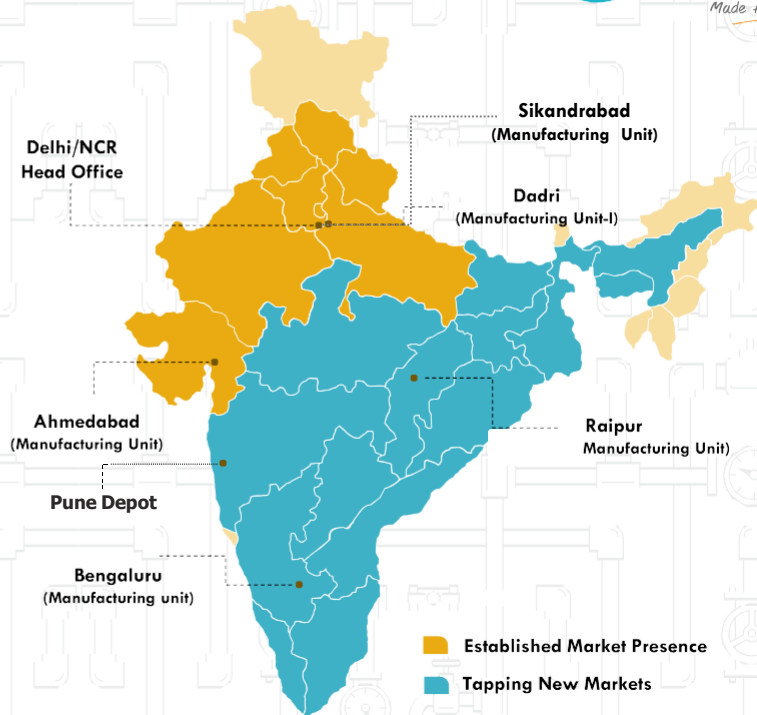 Made
Sikandrabad
(Manufacturing Unit)
Delhi/NCR
Head Office
Dadri
(Manufacturing Unit-I)
Ahmedabad
(Manufacturing Unit)
Raipur
Manufacturing Unit)
Pune Depot
Bengaluru
(Manufacturing unit)
Established Market Presence
Tapping New Markets